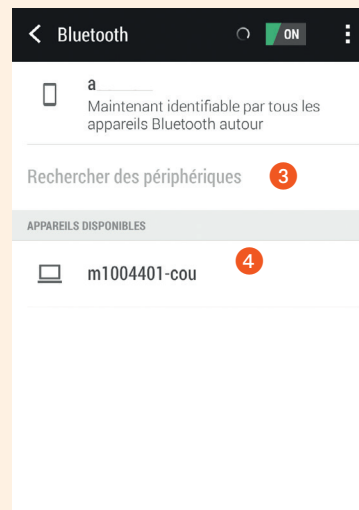 Bluetooth ON
a
Maintenant identifiable par tous les
appareils Bluetooth autour
Rechercher des périphériques 3
APPAREILS DISPONIBLES
m1004401-cou 4